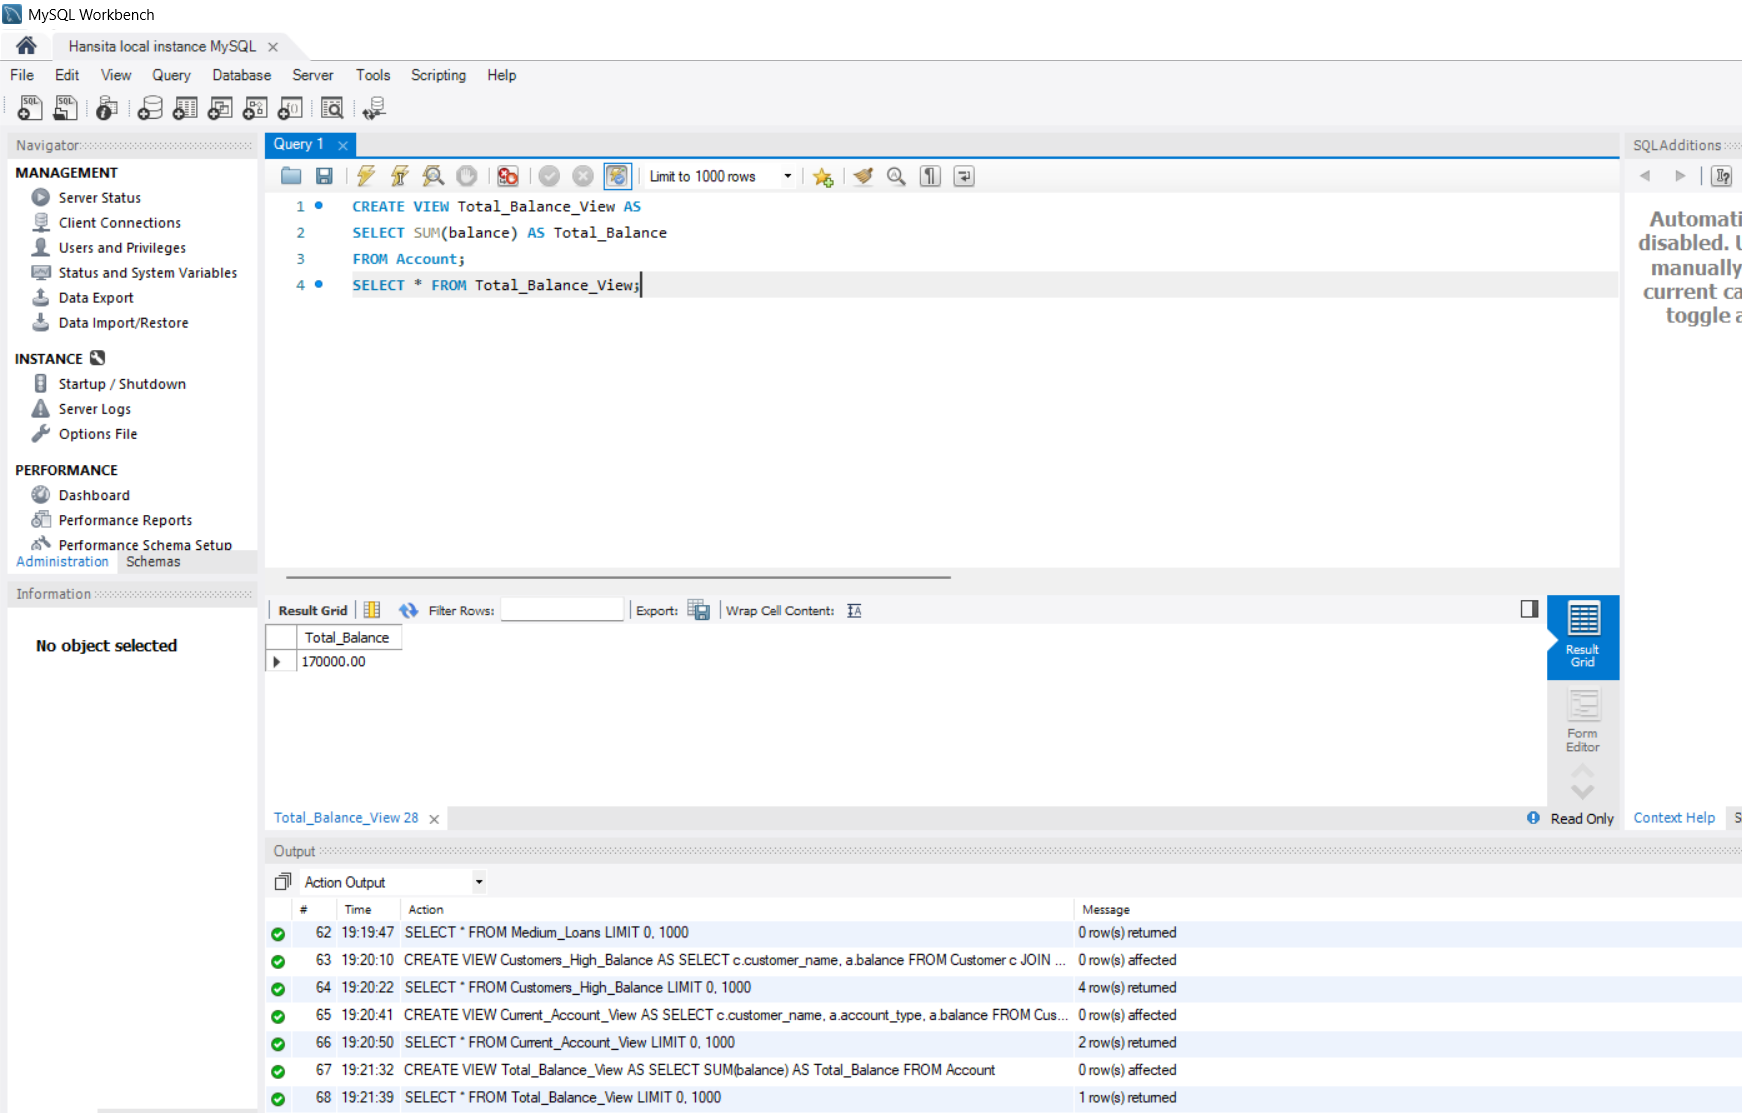 MySQL Workbench
Hansita local instance MySQL
File Edit View Query Database Server Tools Scripting Help
Navigator
MANAGEMENT
Server Status
Client Connections
Users and Privileges
Status and System Variables
Data Export
Data Import/Restore
INSTANCE
Startup / Shutdown
Server Logs
Options File
PERFORMANCE
Dashboard
Performance Reports
Performance Schema Setup
Administration Schemas
Information
No object selected
Query 1
Limit to 1000 rows
1 CREATE VIEW Total_Balance_View AS
2 SELECT SUM(balance) AS Total_Balance
3 FROM Account;
4 SELECT * FROM Total_Balance_View;
Result Grid Filter Rows: Export: Wrap Cell Content:
Total_Balance
170000.00
Result
Grid
Form
Editor
Total_Balance_View 28
Read Only
SQLAdditions
Automati
disabled. U
manually
current ca
toggle a
Context Help S
Output
Action Output
# Time Action Message
62 19:19:47 SELECT * FROM Medium_Loans LIMIT 0, 1000 0 row(s) returned
63 19:20:10 CREATE VIEW Customers_High_Balance AS SELECT c.customer_name, a.balance FROM Customer c JOIN ... 0 row(s) affected
64 19:20:22 SELECT * FROM Customers_High_Balance LIMIT 0, 1000 4 row(s) returned
65 19:20:41 CREATE VIEW Current_Account_View AS SELECT c.customer_name, a.account_type, a.balance FROM Cus... 0 row(s) affected
66 19:20:50 SELECT * FROM Current_Account_View LIMIT 0, 1000 2 row(s) returned
67 19:21:32 CREATE VIEW Total_Balance_View AS SELECT SUM(balance) AS Total_Balance FROM Account 0 row(s) affected
68 19:21:39 SELECT * FROM Total_Balance_View LIMIT 0, 1000 1 row(s) returned